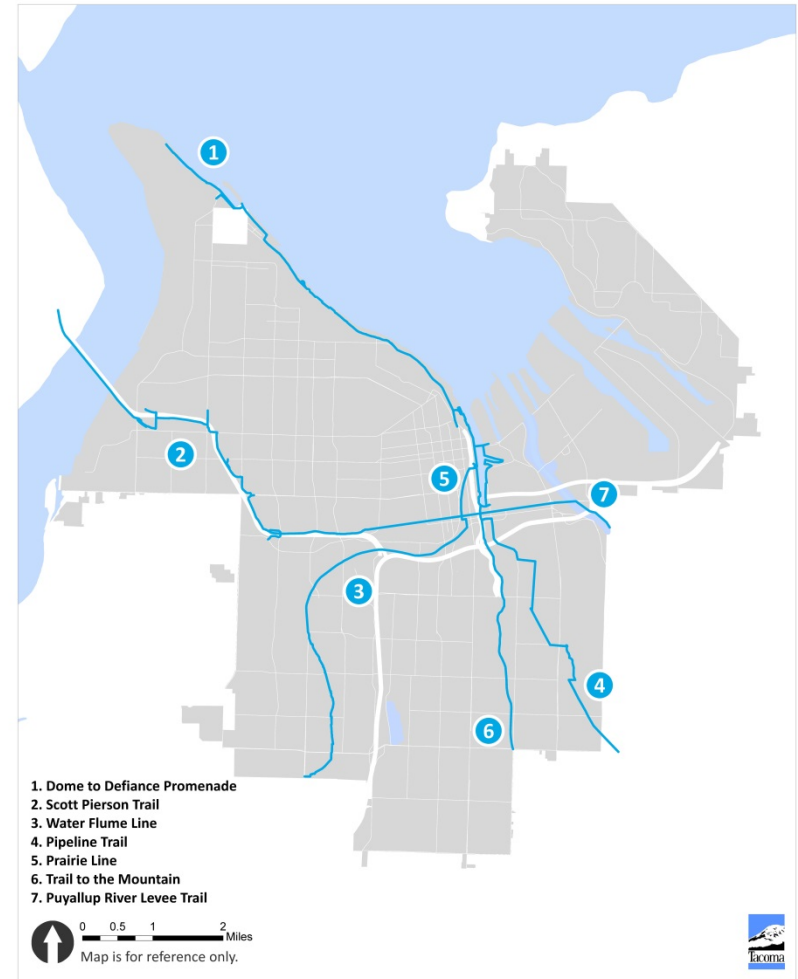 1
2
5
7
3
4
6
1. Dome to Defiance Promenade
2. Scott Pierson Trail
3. Water Flume Line
4. Pipeline Trail
5. Prairie Line
6. Trail to the Mountain
7. Puyallup River Levee Trail
0 0.5 1 2
Miles
Map is for reference only.
Tacoma